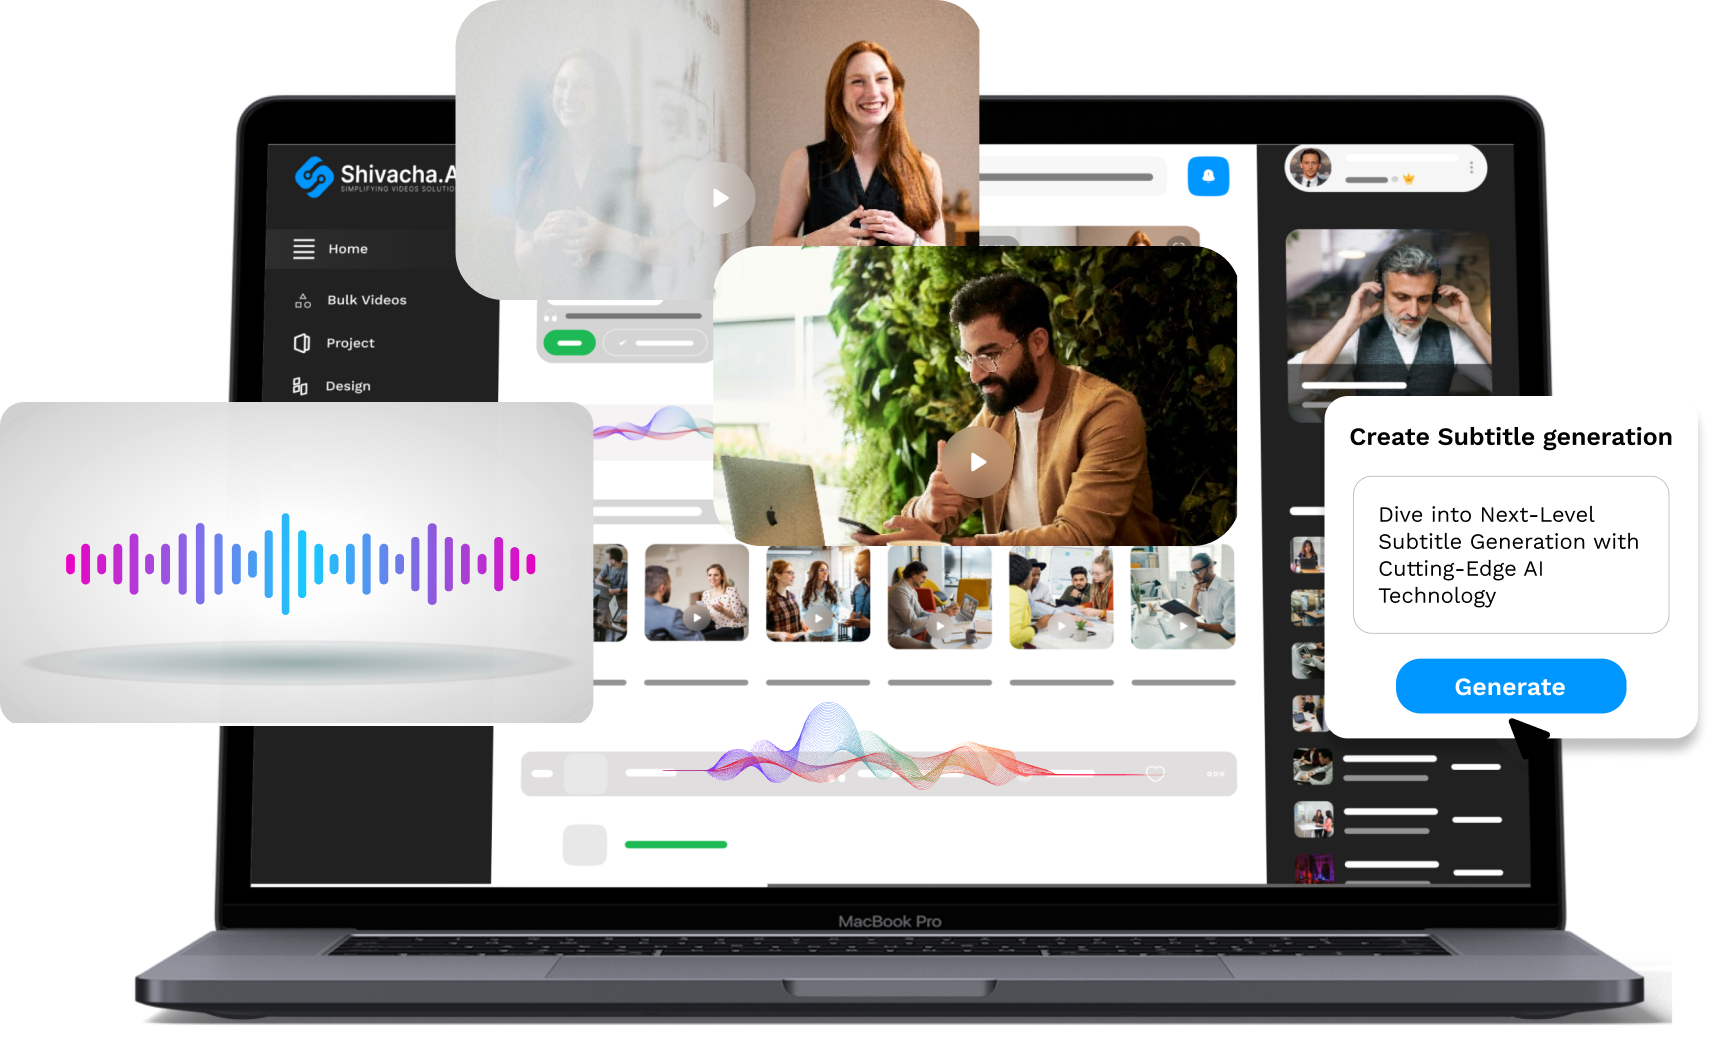 Shivacha.A
SIMPLIFYING VIDEOS SOLUTIO
Home
Bulk Videos
Project
Design
Create Subtitle generation
Dive into Next-Level
Subtitle Generation with
Cutting-Edge AI
Technology
Generate
MacBook Pro